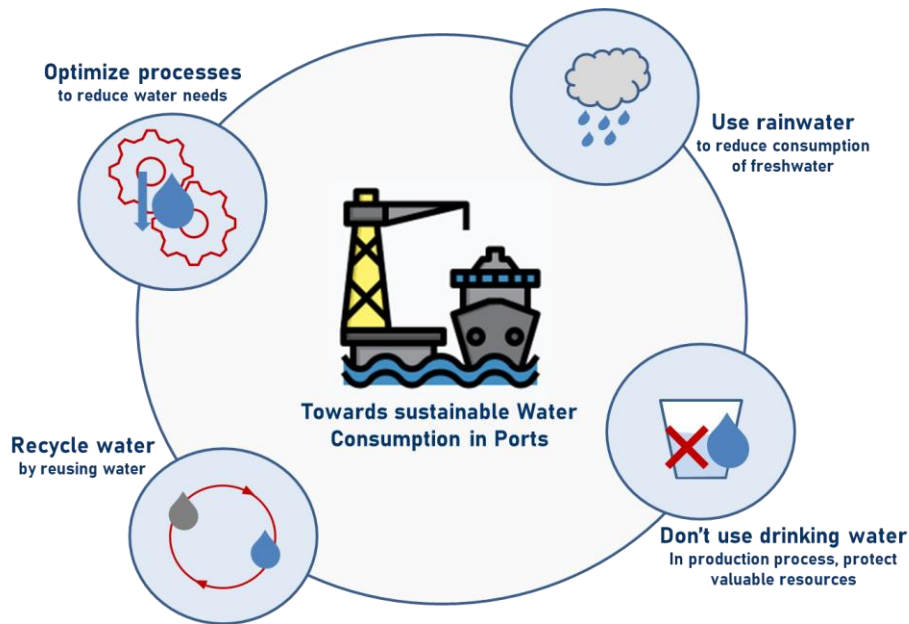 Optimize processes
to reduce water needs
Use rainwater
to reduce consumption
of freshwater
Towards sustainable Water
Consumption in Ports
Recycle water
by reusing water
Don't use drinking water
In production process, protect
valuable resources